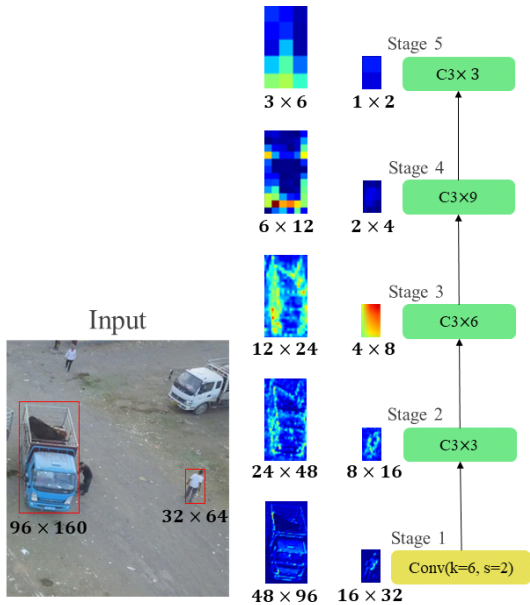 Stage 5
C3× 3
3 × 6
1 × 2
Stage 4
C3×9
6 × 12
2 × 4
Stage 3
C3×6
12 × 24
4 × 8
Input
Stage 2
C3×3
24 × 48
8 × 16
96 × 160
32 × 64
Stage 1
Conv(k=6, s=2)
48 × 96
16 × 32